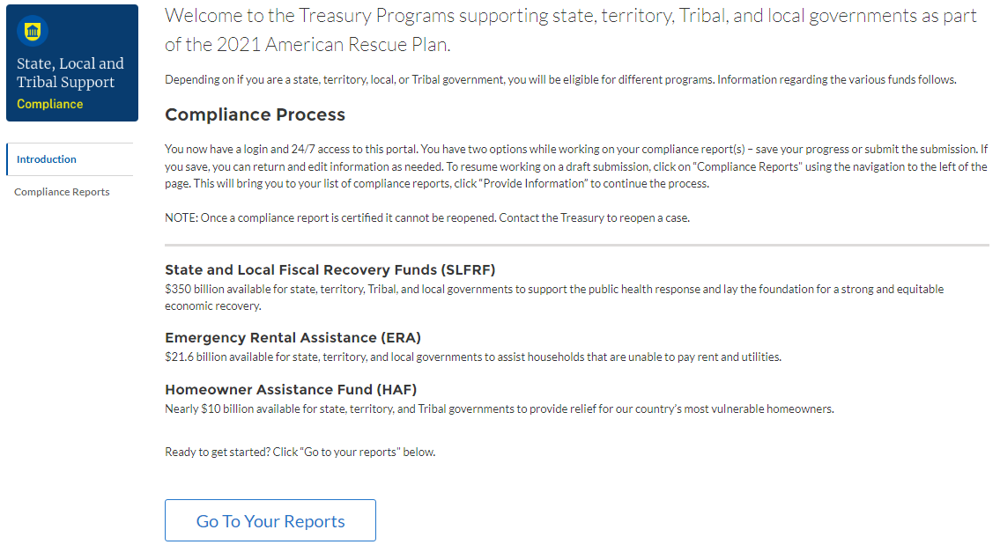 State, Local and
Tribal Support
Compliance
Introduction
Compliance Reports
Welcome to the Treasury Programs supporting state, territory, Tribal, and local governments as part
of the 2021 American Rescue Plan.
Depending on if you are a state, territory, local, or Tribal government, you will be eligible for different programs. Information regarding the various funds follows.
Compliance Process
You now have a login and 24/7 access to this portal. You have two options while working on your compliance report(s) – save your progress or submit the submission. If
you save, you can return and edit information as needed. To resume working on a draft submission, click on “Compliance Reports” using the navigation to the left of the
page. This will bring you to your list of compliance reports, click “Provide Information” to continue the process.
NOTE: Once a compliance report is certified it cannot be reopened. Contact the Treasury to reopen a case.
State and Local Fiscal Recovery Funds (SLFRF)
$350 billion available for state, territory, Tribal, and local governments to support the public health response and lay the foundation for a strong and equitable
economic recovery.
Emergency Rental Assistance (ERA)
$21.6 billion available for state, territory, and local governments to assist households that are unable to pay rent and utilities.
Homeowner Assistance Fund (HAF)
Nearly $10 billion available for state, territory, and Tribal governments to provide relief for our country’s most vulnerable homeowners.
Ready to get started? Click “Go to your reports” below.
Go To Your Reports